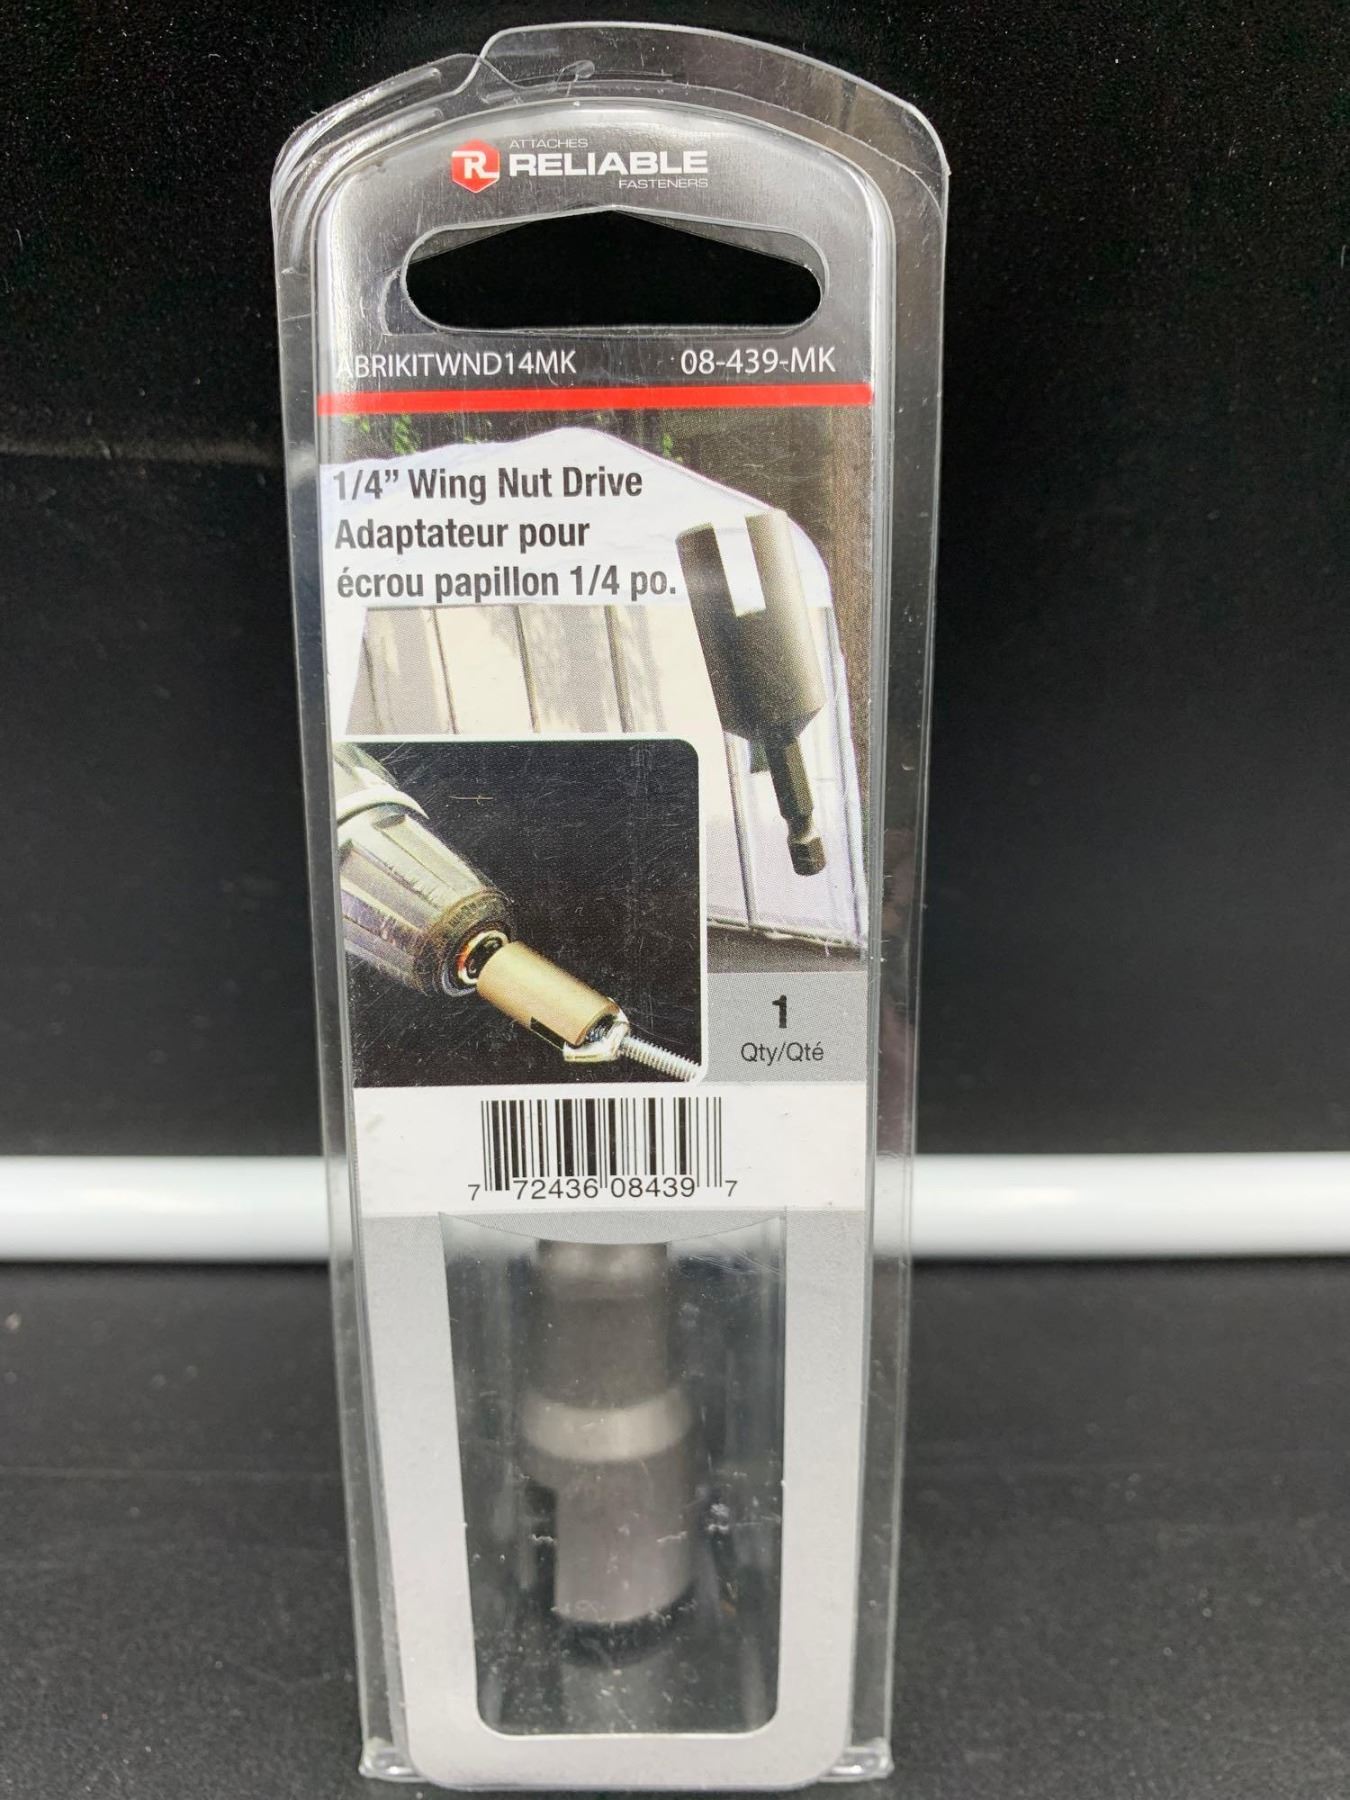 ATTACHES
R RELIABLE
FASTENERS
ABRIKITWND14MK 08-439-MK
1/4” Wing Nut Drive
Adaptateur pour
écrou papillon 1/4 po.
1
Qty/Qté
7 72436 08439 7